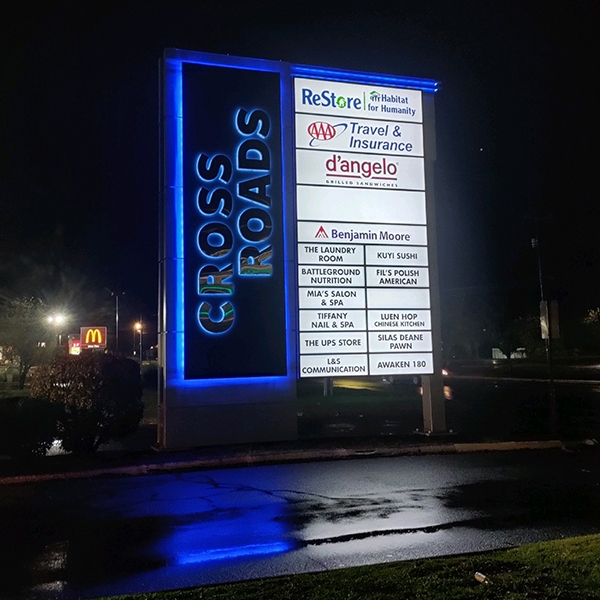 CROSS
ROADS
ReStore
Habitat
for Humanity
AAA
Travel &
Insurance
d'angelo
GRILLED SANDWICHES
Benjamin Moore
THE LAUNDRY
ROOM
KUYI SUSHI
BATTLEGROUND
NUTRITION
FIL'S POLISH
AMERICAN
MIA'S SALON
& SPA
TIFFANY
NAIL & SPA
LUEN HOP
CHINESE KITCHEN
THE UPS STORE
SILAS DEANE
PAWN
L&S
COMMUNICATION
AWAKEN 180